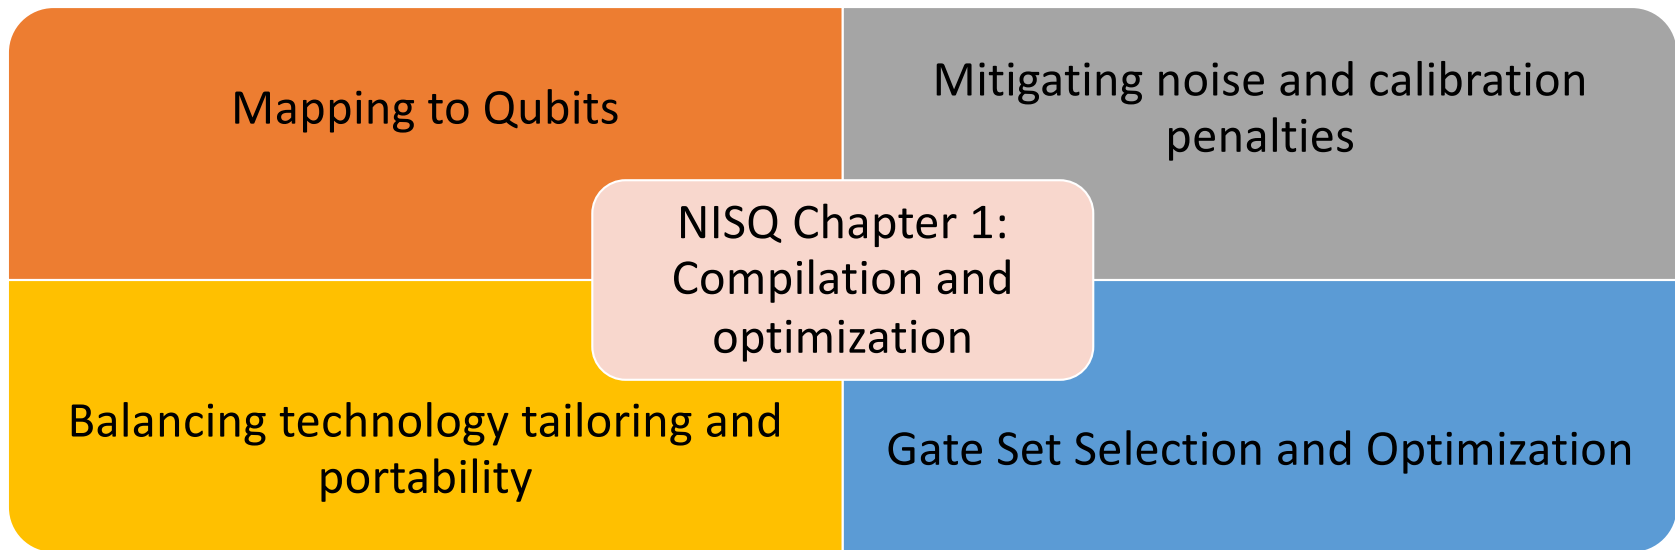 Mapping to Qubits
Mitigating noise and calibration
penalties
NISQ Chapter 1:
Compilation and
optimization
Balancing technology tailoring and
portability
Gate Set Selection and Optimization